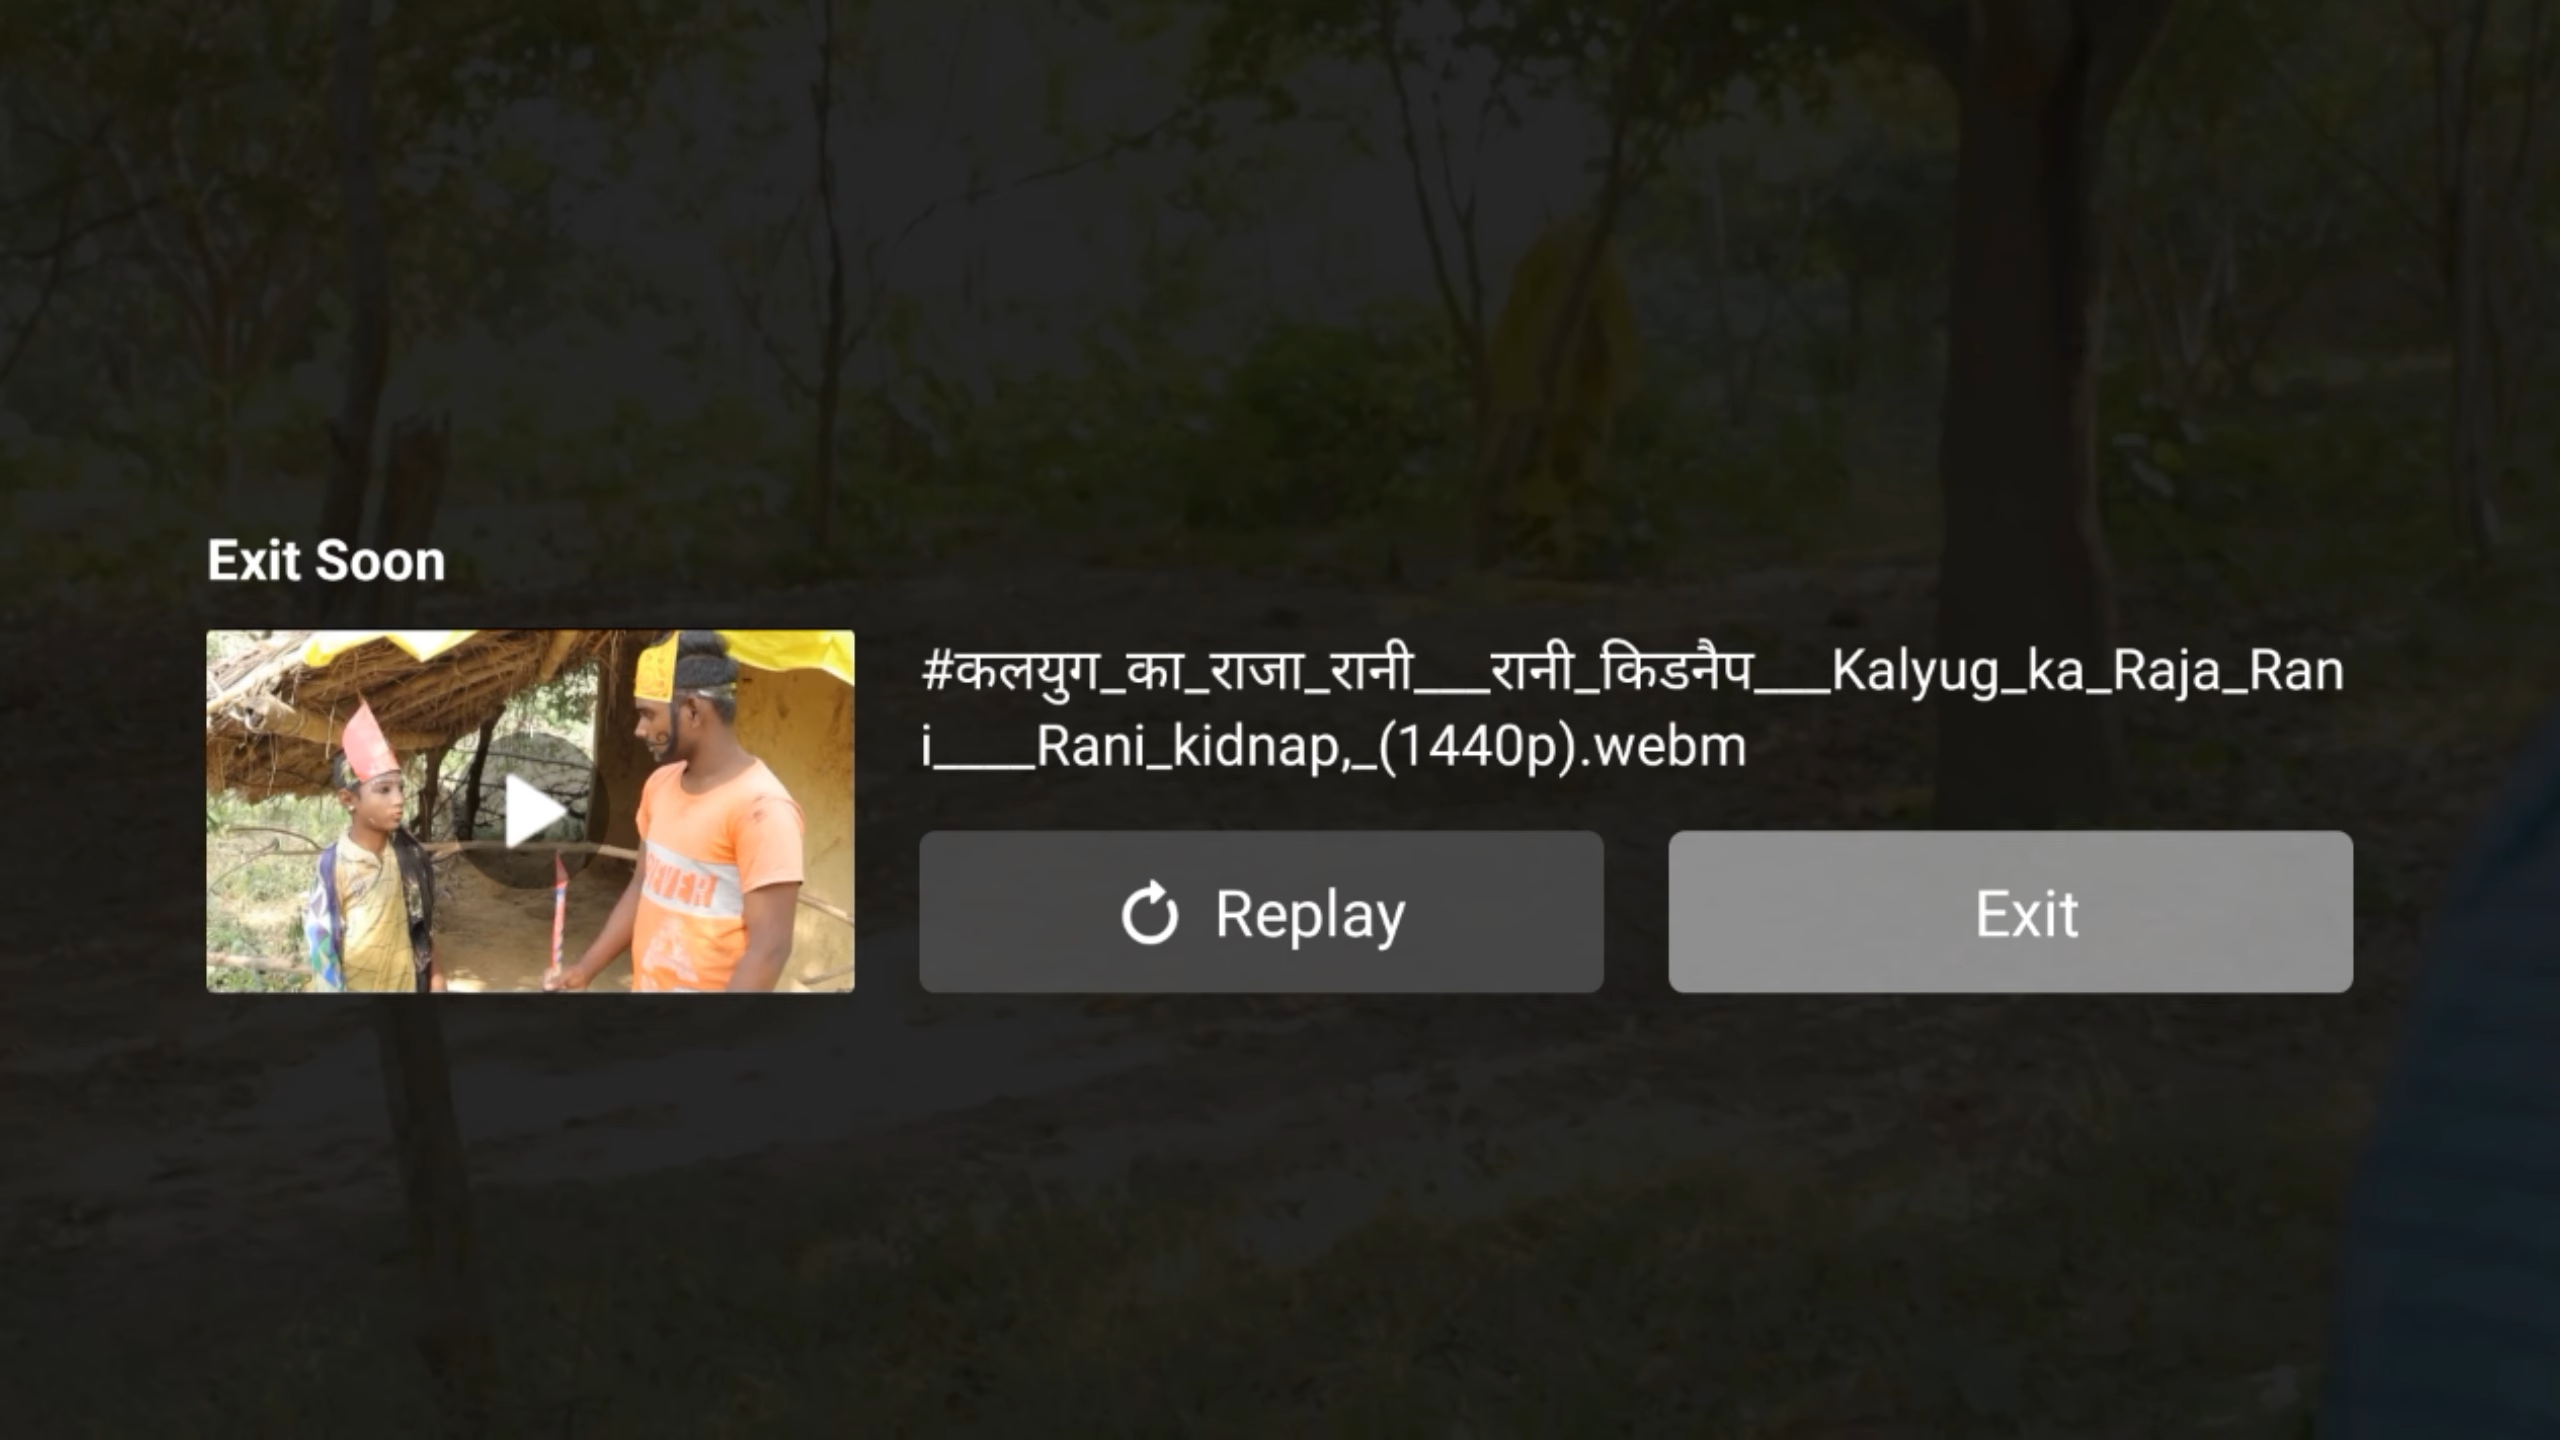 Exit Soon
#कलयुग_का_राजा_रानी___रानी_किडनैप___Kalyug_ka_Raja_Ran
i____Rani_kidnap,_(1440p).webm
Replay
Exit